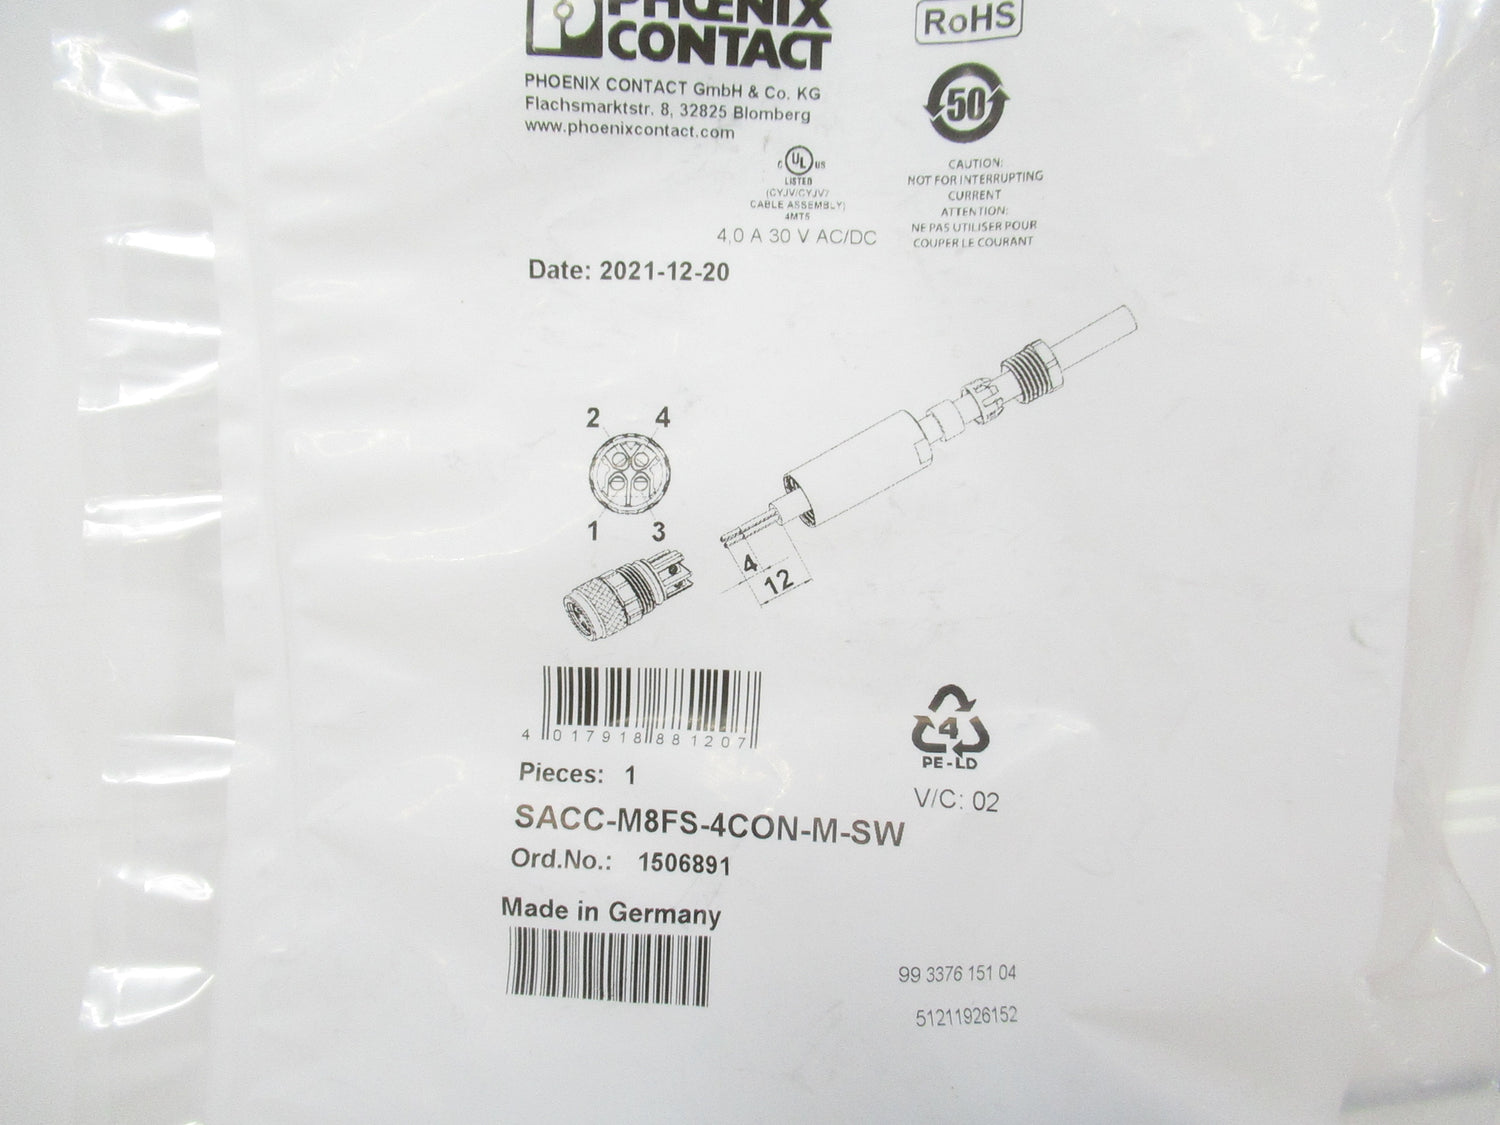 PHŒNIX
CONTACT
PHOENIX CONTACT GmbH & Co. KG
Flachsmarktstr. 8, 32825 Blomberg
www.phoenixcontact.com
RoHS
50
C UL US
LISTED
(CYJV/CYJV7
CABLE ASSEMBLY)
4MT5
4,0 A 30 V AC/DC
CAUTION:
NOT FOR INTERRUPTING
CURRENT
ATTENTION:
NE PAS UTILISER POUR
COUPER LE COURANT
Date: 2021-12-20
2 4
1 3
4
12
4 017918 881207
Pieces: 1
4
PE-LD
V/C: 02
SACC-M8FS-4CON-M-SW
Ord.No.: 1506891
Made in Germany
99 3376 151 04
51211926152